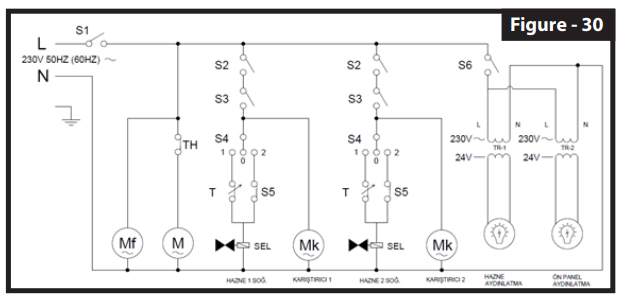 Figure - 30
S1
L
230V 50HZ (60HZ)
N
S2
S2
S6
S3
S3
L
N
L
N
TH
S4
S4
230V
230V
1
0
2
1
0
2
TR-1
TR-2
24V
24V
T
S5
T
S5
Mf
M
SEL
Mk
SEL
Mk
HAZNE 1 SOĞ.
KARIŞTIRICI 1
HAZNE 2 SOĞ.
KARIŞTIRICI 2
HAZNE
AYDINLATMA
ÖN PANEL
AYDINLATMA